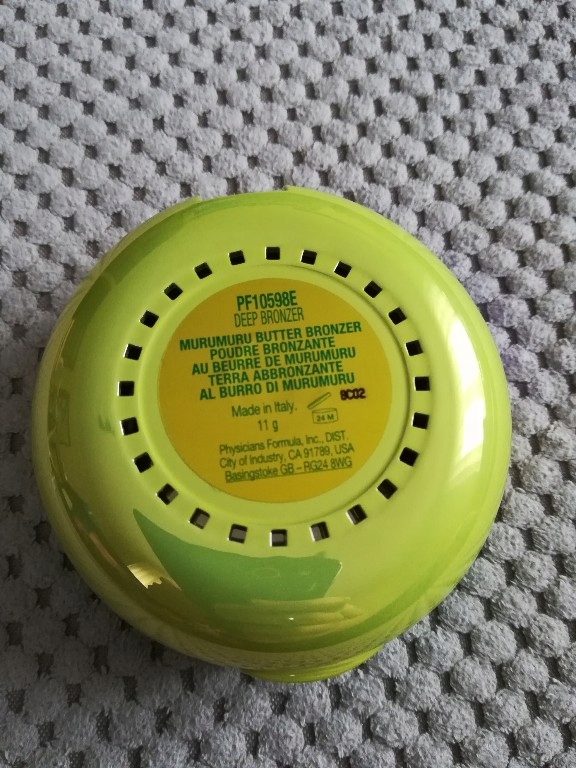 PF10598E
DEEP BRONZER
MURUMURU BUTTER BRONZER
POUDRE BRONZANTE
AU BEURRE DE MURUMURU
TERRA ABBRONZANTE
AL BURRO DI MURUMURU
8C02
Made in Italy.
11 g
24 M
Physicians Formula, Inc., DIST.
City of Industry, CA 91789, USA
Basingstoke GB - RG24 8WG